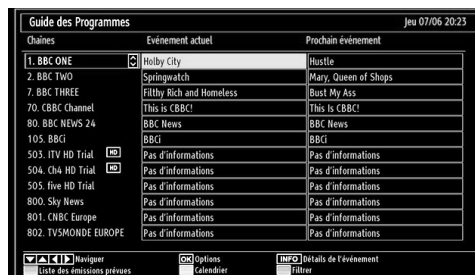 Guide des Programmes Jeu 07/06 20:23
Chaînes Evénement actuel Prochain événement
1. BBC ONE Holby City Hustle
2. BBC TWO Springwatch Mary, Queen of Shops
7. BBC THREE Filthy Rich and Homeless Bust My Ass
70. CBBC Channel This is CBBC! This Is CBBC!
80. BBC NEWS 24 BBC News BBC News
105. BBCi BBCi BBCi
503. ITV HD Trial HD Pas d'informations Pas d'informations
504. Ch4 HD Trial HD Pas d'informations Pas d'informations
505. five HD Trial Pas d'informations Pas d'informations
800. Sky News Pas d'informations Pas d'informations
801. CNBC Europe Pas d'informations Pas d'informations
802. TV5MONDE EUROPE Pas d'informations Pas d'informations
Naviguer OK Options INFO Détails de l'événement
Liste des émissions prévues Calendrier Filtrer